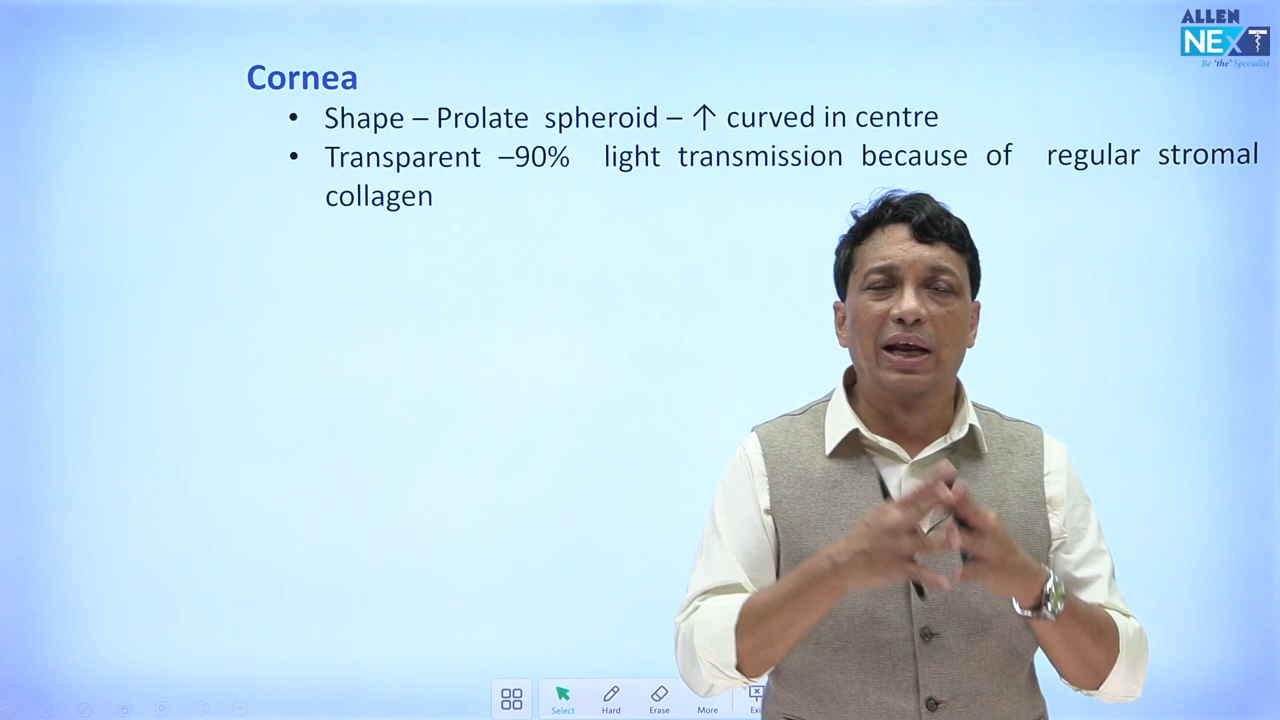 ALLEN
NEXT
Be 'the' Specialist
Cornea
• Shape – Prolate spheroid – ↑ curved in centre
• Transparent –90% light transmission because of regular stromal
collagen
Select
Hard
Erase
More